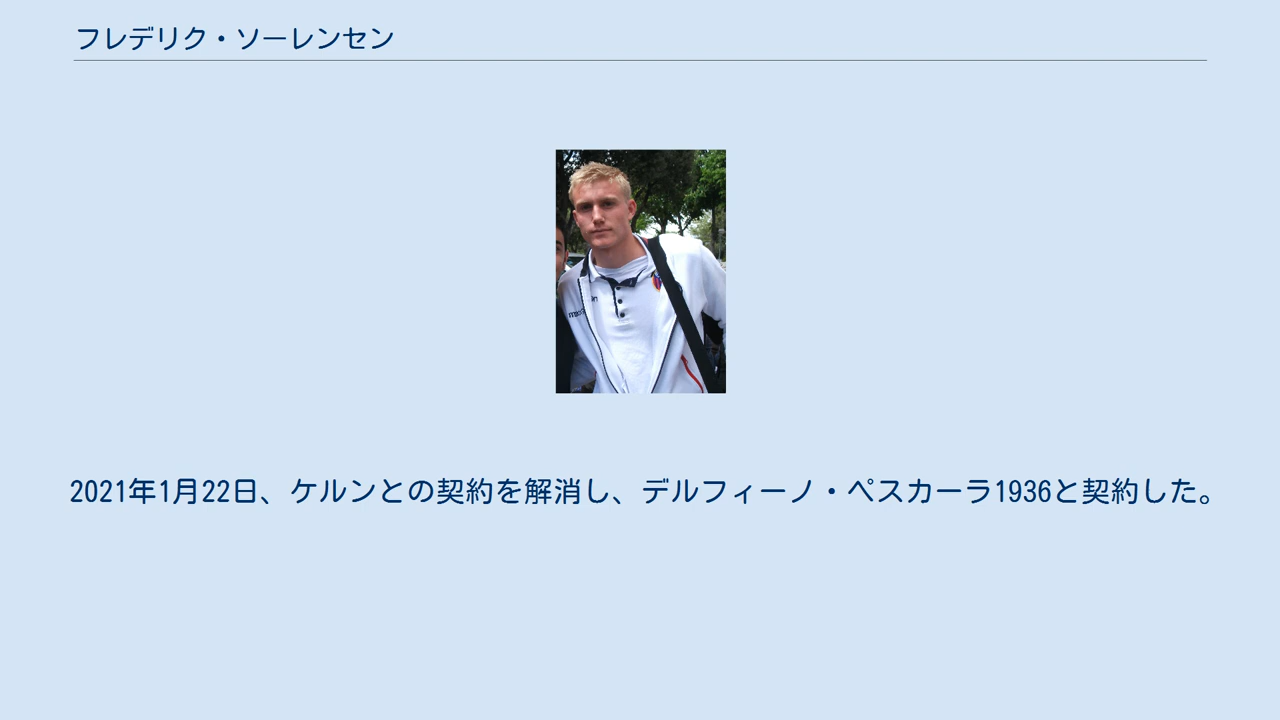 フレデリク・ソーレンセン
2021年1月22日、ケルンとの契約を解消し、デルフィーノ・ペスカーラ1936と契約した。